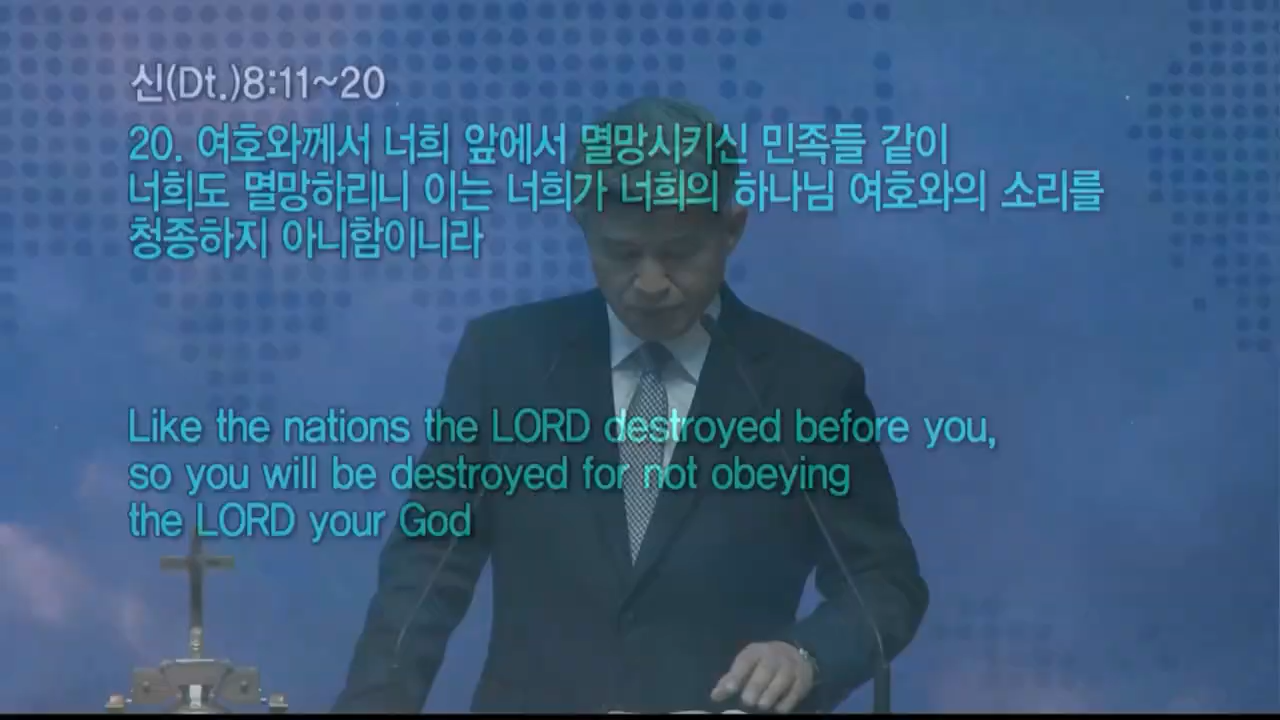 신(Dt.)8:11~20
20. 여호와께서 너희 앞에서 멸망시키신 민족들 같이
너희도 멸망하리니 이는 너희가 너희의 하나님 여호와의 소리를
청종하지 아니함이니라
Like the nations the LORD destroyed before you,
so you will be destroyed for not obeying
the LORD your God